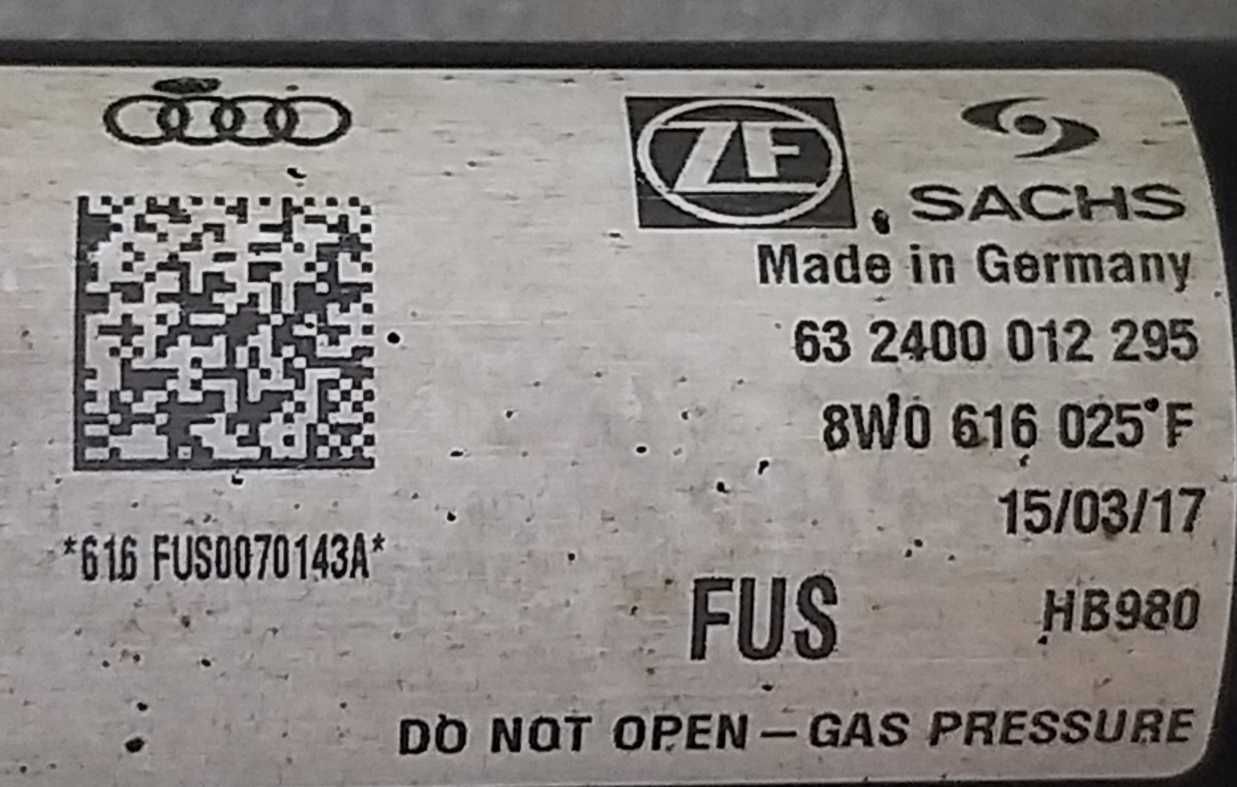 ZF
SACHS
Made in Germany
63 2400 012 295
8W0 616 025 F
15/03/17
*616 FUS0070143A*
FUS
HB980
DO NOT OPEN – GAS PRESSURE